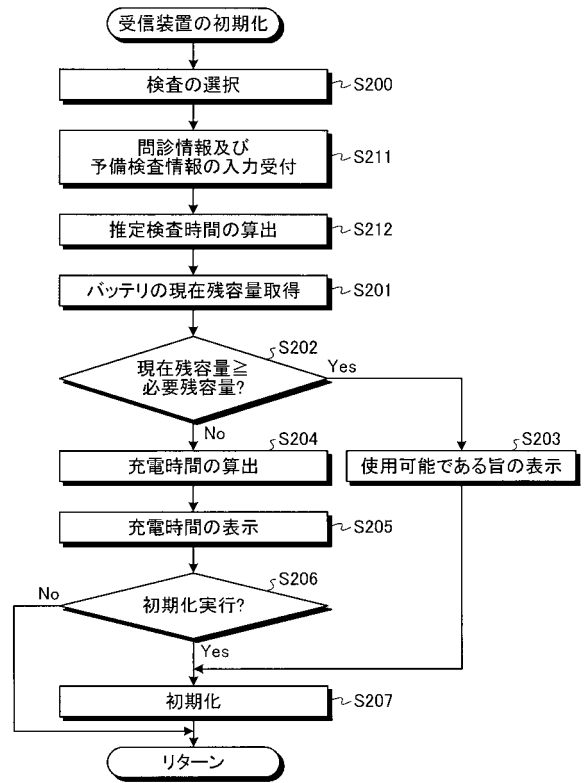 受信装置の初期化
検査の選択
S200
問診情報及び
予備検査情報の入力受付
S211
推定検査時間の算出
S212
バッテリの現在残容量取得
S201
S202
現在残容量≧
必要残容量?
Yes
No
S204
充電時間の算出
S203
使用可能である旨の表示
充電時間の表示
S205
S206
No
初期化実行?
Yes
初期化
S207
リターン